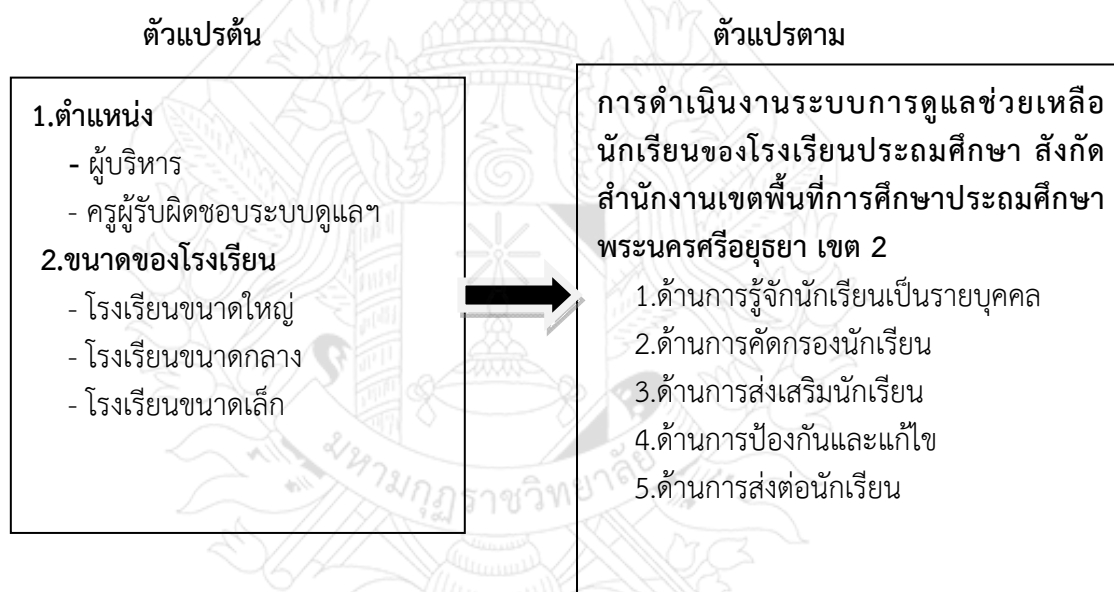 ตัวแปรต้น
1.ตำแหน่ง
- ผู้บริหาร
- ครูผู้รับผิดชอบระบบดูแลฯ
2.ขนาดของโรงเรียน
- โรงเรียนขนาดใหญ่
- โรงเรียนขนาดกลาง
- โรงเรียนขนาดเล็ก
ตัวแปรตาม
การดำเนินงานระบบการดูแลช่วยเหลือ
นักเรียนของโรงเรียนประถมศึกษา สังกัด
สำนักงานเขตพื้นที่การศึกษาประถมศึกษา
พระนครศรีอยุธยา เขต 2
1.ด้านการรู้จักนักเรียนเป็นรายบุคคล
2.ด้านการคัดกรองนักเรียน
3.ด้านการส่งเสริมนักเรียน
4.ด้านการป้องกันและแก้ไข
5.ด้านการส่งต่อนักเรียน
มหามกุฏราชวิทยาลัย